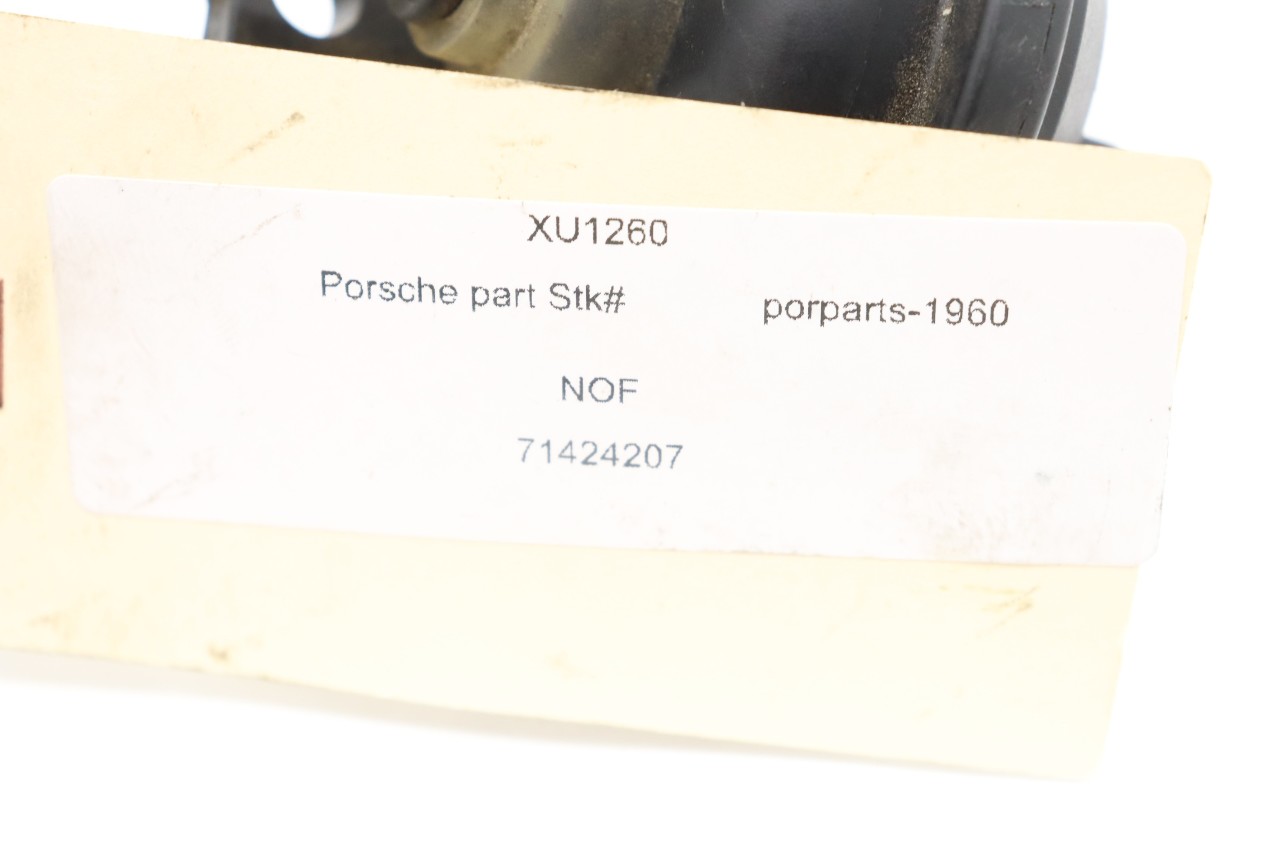 XU1260
Porsche part Stk# porparts-1960
NOF
71424207